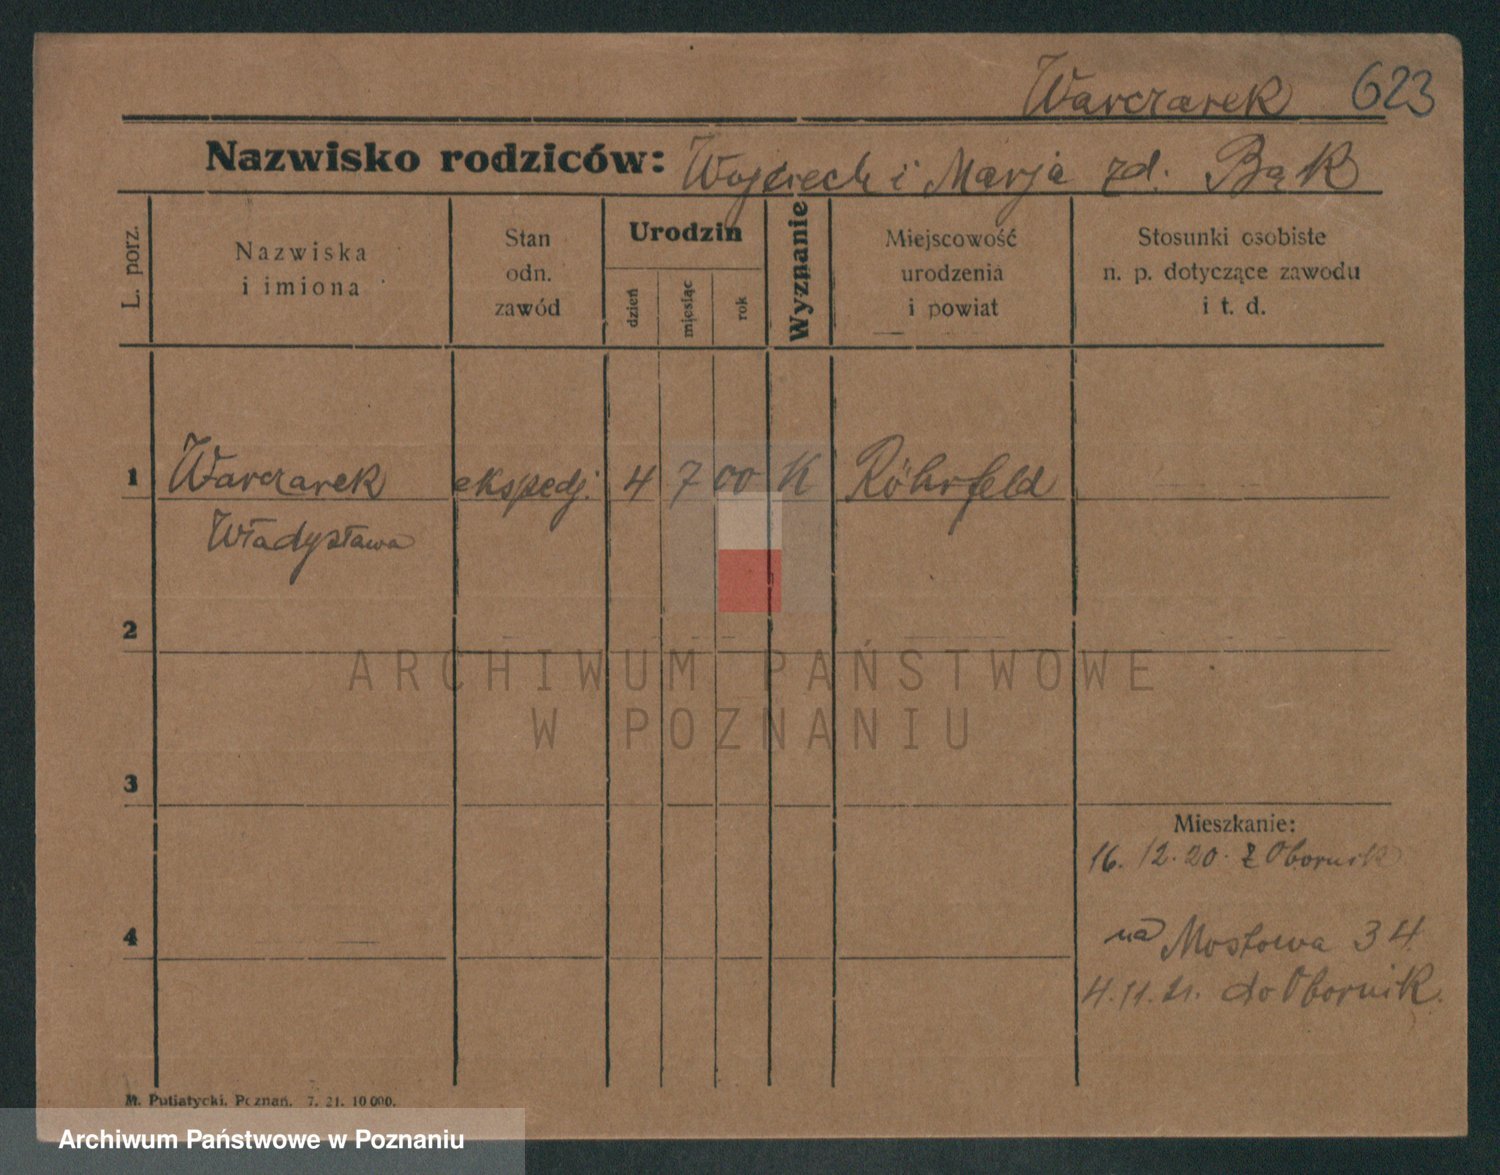 Warczarek 623
Nazwisko rodziców: Wojciech i Marja zd. Bąk
L. porz.
Nazwiska
i imiona
Stan
odn.
zawód
Urodzin
dzień
miesiąc
rok
Wyznanie
Miejscowość
urodzenia
i powiat
Stosunki osobiste
n. p. dotyczące zawodu
i t. d.
1 Warczarek ekspedj. 4 7 00 K Röhrfeld
Władysława
2
ARCHIWUM PAŃSTWOWE
W POZNANIU
3
Mieszkanie:
16. 12. 20. Z Obornik
4
na Mostowa 34
4. 11. 21. do Obornik.
M. Putiatycki, Poznań. 7. 21. 10 000.
Archiwum Państwowe w Poznaniu